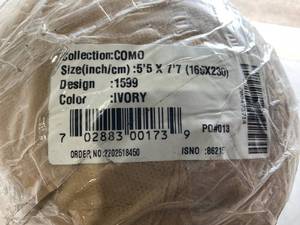 Collection:COMO
Size(inch/cm) :5'5 X 7'7 (165X230)
Design :1599
Color :IVORY
7 02883 00173 9
PO#013
ORDER, NO:2202518450
ISNO :86215